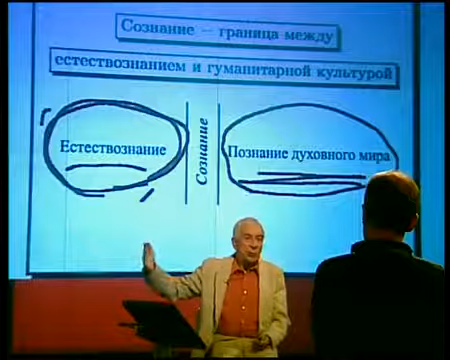 Сознание – граница между
естествознанием и гуманитарной культурой
Естествознание
Сознание
Познание духовного мира